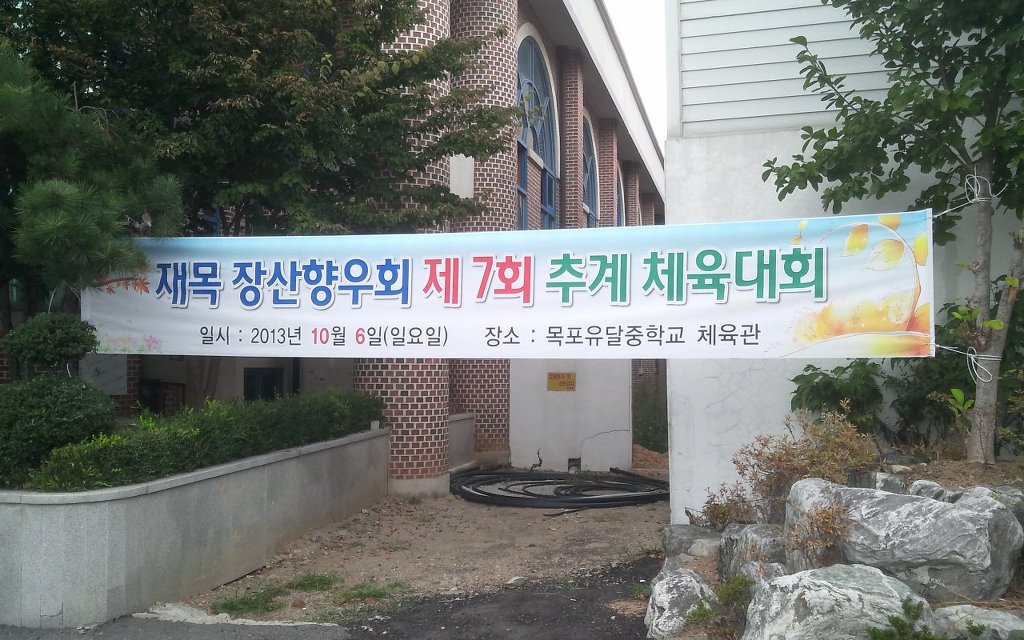 재목 장산향우회 제 7회 추계 체육대회
일시 : 2013년 10월 6일(일요일) 장소 : 목포유달중학교 체육관